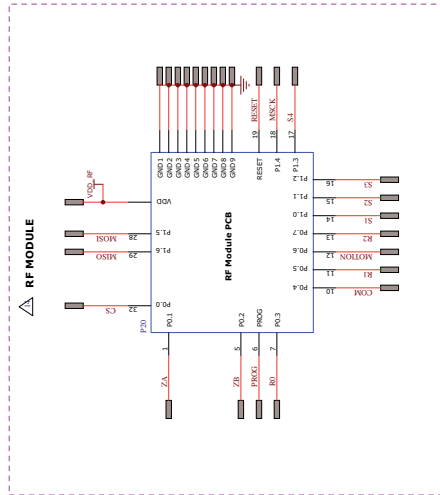 RF MODULE
14
VDD_RF
GND1
GND2
GND3
GND4
GND5
GND6
GND7
GND8
GND9
RESET 19 RESET
MSCK 18 P1.4
S4 17 P1.3
VDD
MOSI 28 P1.5
MISO 29 P1.6
CS 32 P0.0
RF Module PCB
P20
P1.2 16 S3
P1.1 15 S2
P1.0 14 S1
P0.7 13 R2
P0.6 12 MOTION
P0.5 11 R1
P0.4 10 COM
P0.1 1 ZA
P0.2 5 ZB
PROG 6 PROG
P0.3 7 R0